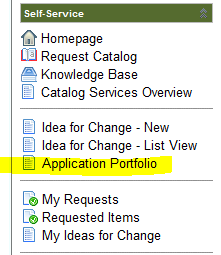 Self-Service
Homepage
Request Catalog
Knowledge Base
Catalog Services Overview
Idea for Change - New
Idea for Change - List View
Application Portfolio
My Requests
Requested Items
My Ideas for Change